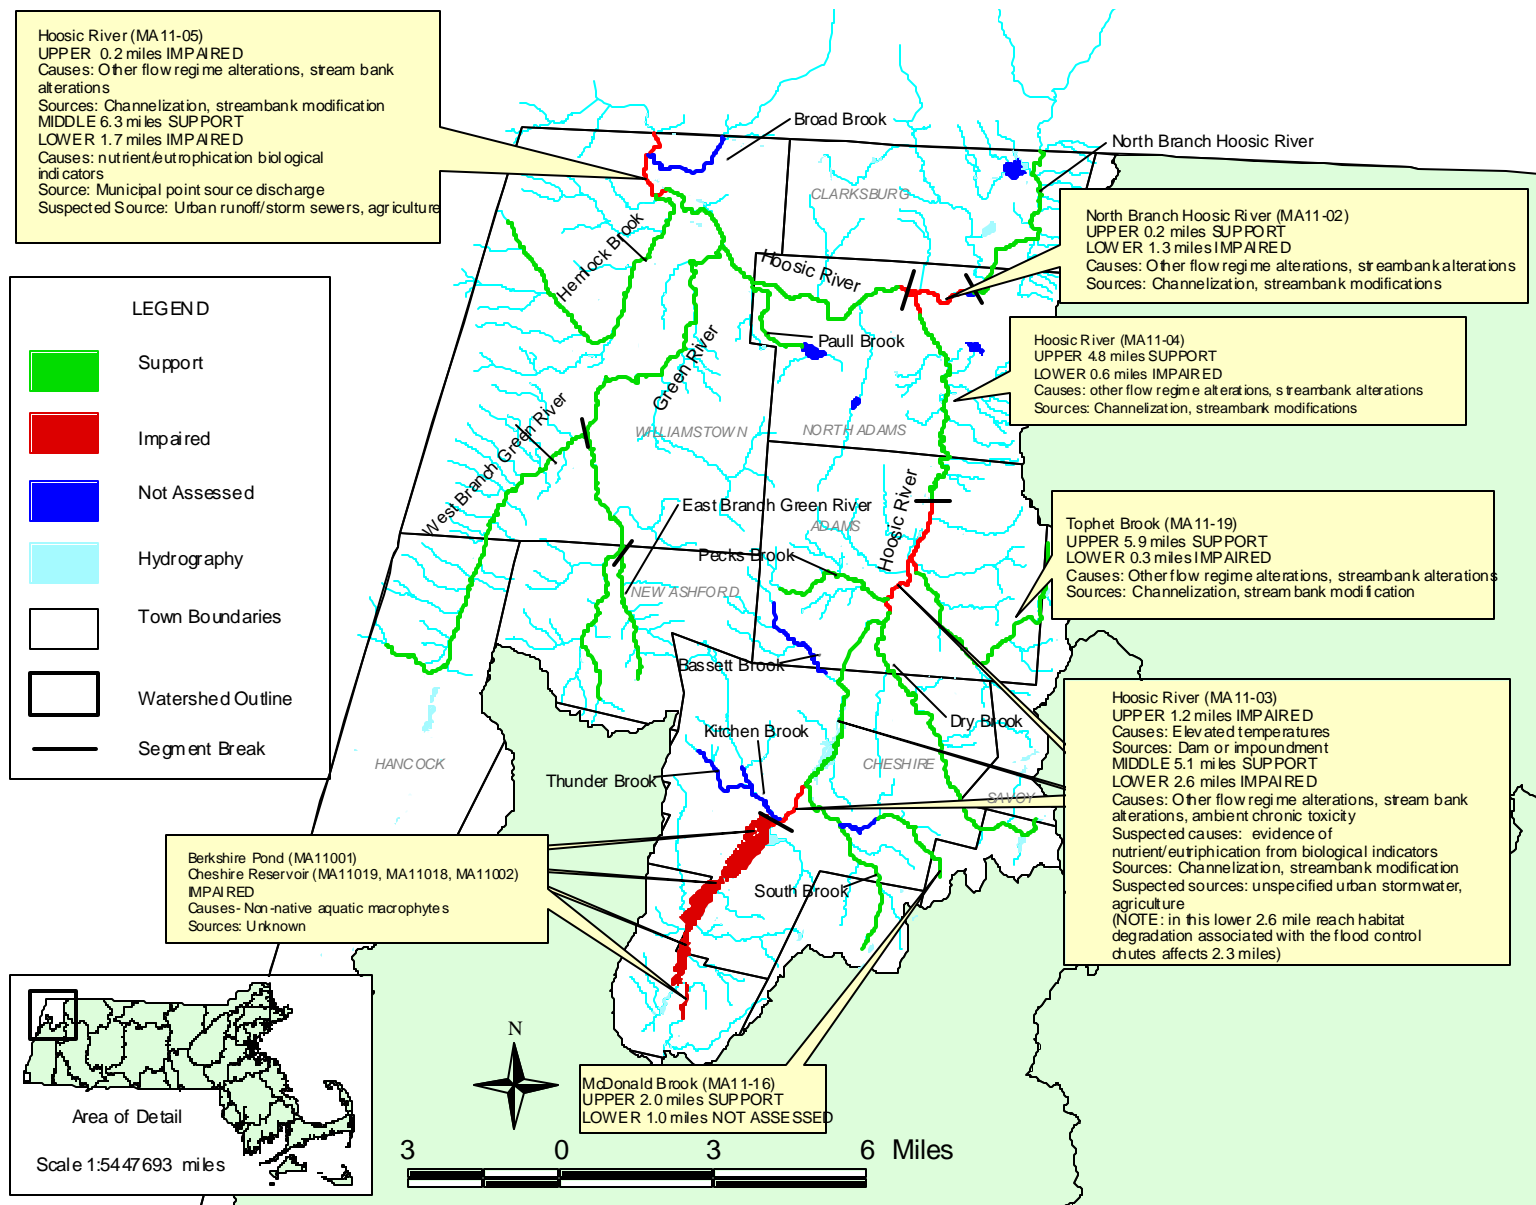 Hoosic River (MA11-05)
UPPER 0.2 miles IMPAIRED
Causes: Other flow regime alterations, stream bank
alterations
Sources: Channelization, streambank modification
MIDDLE 6.3 miles SUPPORT
LOWER 1.7 miles IMPAIRED
Causes: nutrient/eutrophication biological
indicators
Source: Municipal point source discharge
Suspected Source: Urban runoff/storm sewers, agriculture
Broad Brook
North Branch Hoosic River
CLARKSBURG
North Branch Hoosic River (MA11-02)
UPPER 0.2 miles SUPPORT
LOWER 1.3 miles IMPAIRED
Causes: Other flow regime alterations, streambank alterations
Sources: Channelization, streambank modifications
Hemlock Brook
Hoosic River
Paull Brook
Green River
Hoosic River (MA11-04)
UPPER 4.8 miles SUPPORT
LOWER 0.6 miles IMPAIRED
Causes: other flow regime alterations, streambank alterations
Sources: Channelization, streambank modifications
LEGEND
Support
Impaired
Not Assessed
Hydrography
Town Boundaries
Watershed Outline
Segment Break
West Branch Green River
WILLIAMSTOWN
NORTH ADAMS
East Branch Green River
ADAMS
Hoosic River
Pecks Brook
NEW ASHFORD
Tophet Brook (MA11-19)
UPPER 5.9 miles SUPPORT
LOWER 0.3 miles IMPAIRED
Causes: Other flow regime alterations, streambank alterations
Sources: Channelization, streambank modification
Bassett Brook
Kitchen Brook
Dry Brook
HANCOCK
Thunder Brook
CHESHIRE
SAVOY
Hoosic River (MA11-03)
UPPER 1.2 miles IMPAIRED
Causes: Elevated temperatures
Sources: Dam or impoundment
MIDDLE 5.1 miles SUPPORT
LOWER 2.6 miles IMPAIRED
Causes: Other flow regime alterations, stream bank
alterations, ambient chronic toxicity
Suspected causes: evidence of
nutrient/eutriphication from biological indicators
Sources: Channelization, streambank modification
Suspected sources: unspecified urban stormwater,
agriculture
(NOTE: in this lower 2.6 mile reach habitat
degradation associated with the flood control
chutes affects 2.3 miles)
Berkshire Pond (MA11001)
Cheshire Reservoir (MA11019, MA11018, MA11002)
IMPAIRED
Causes- Non-native aquatic macrophytes
Sources: Unknown
South Brook
McDonald Brook (MA11-16)
UPPER 2.0 miles SUPPORT
LOWER 1.0 miles NOT ASSESSED
Area of Detail
Scale 1:5447693 miles
N
3 0 3 6 Miles